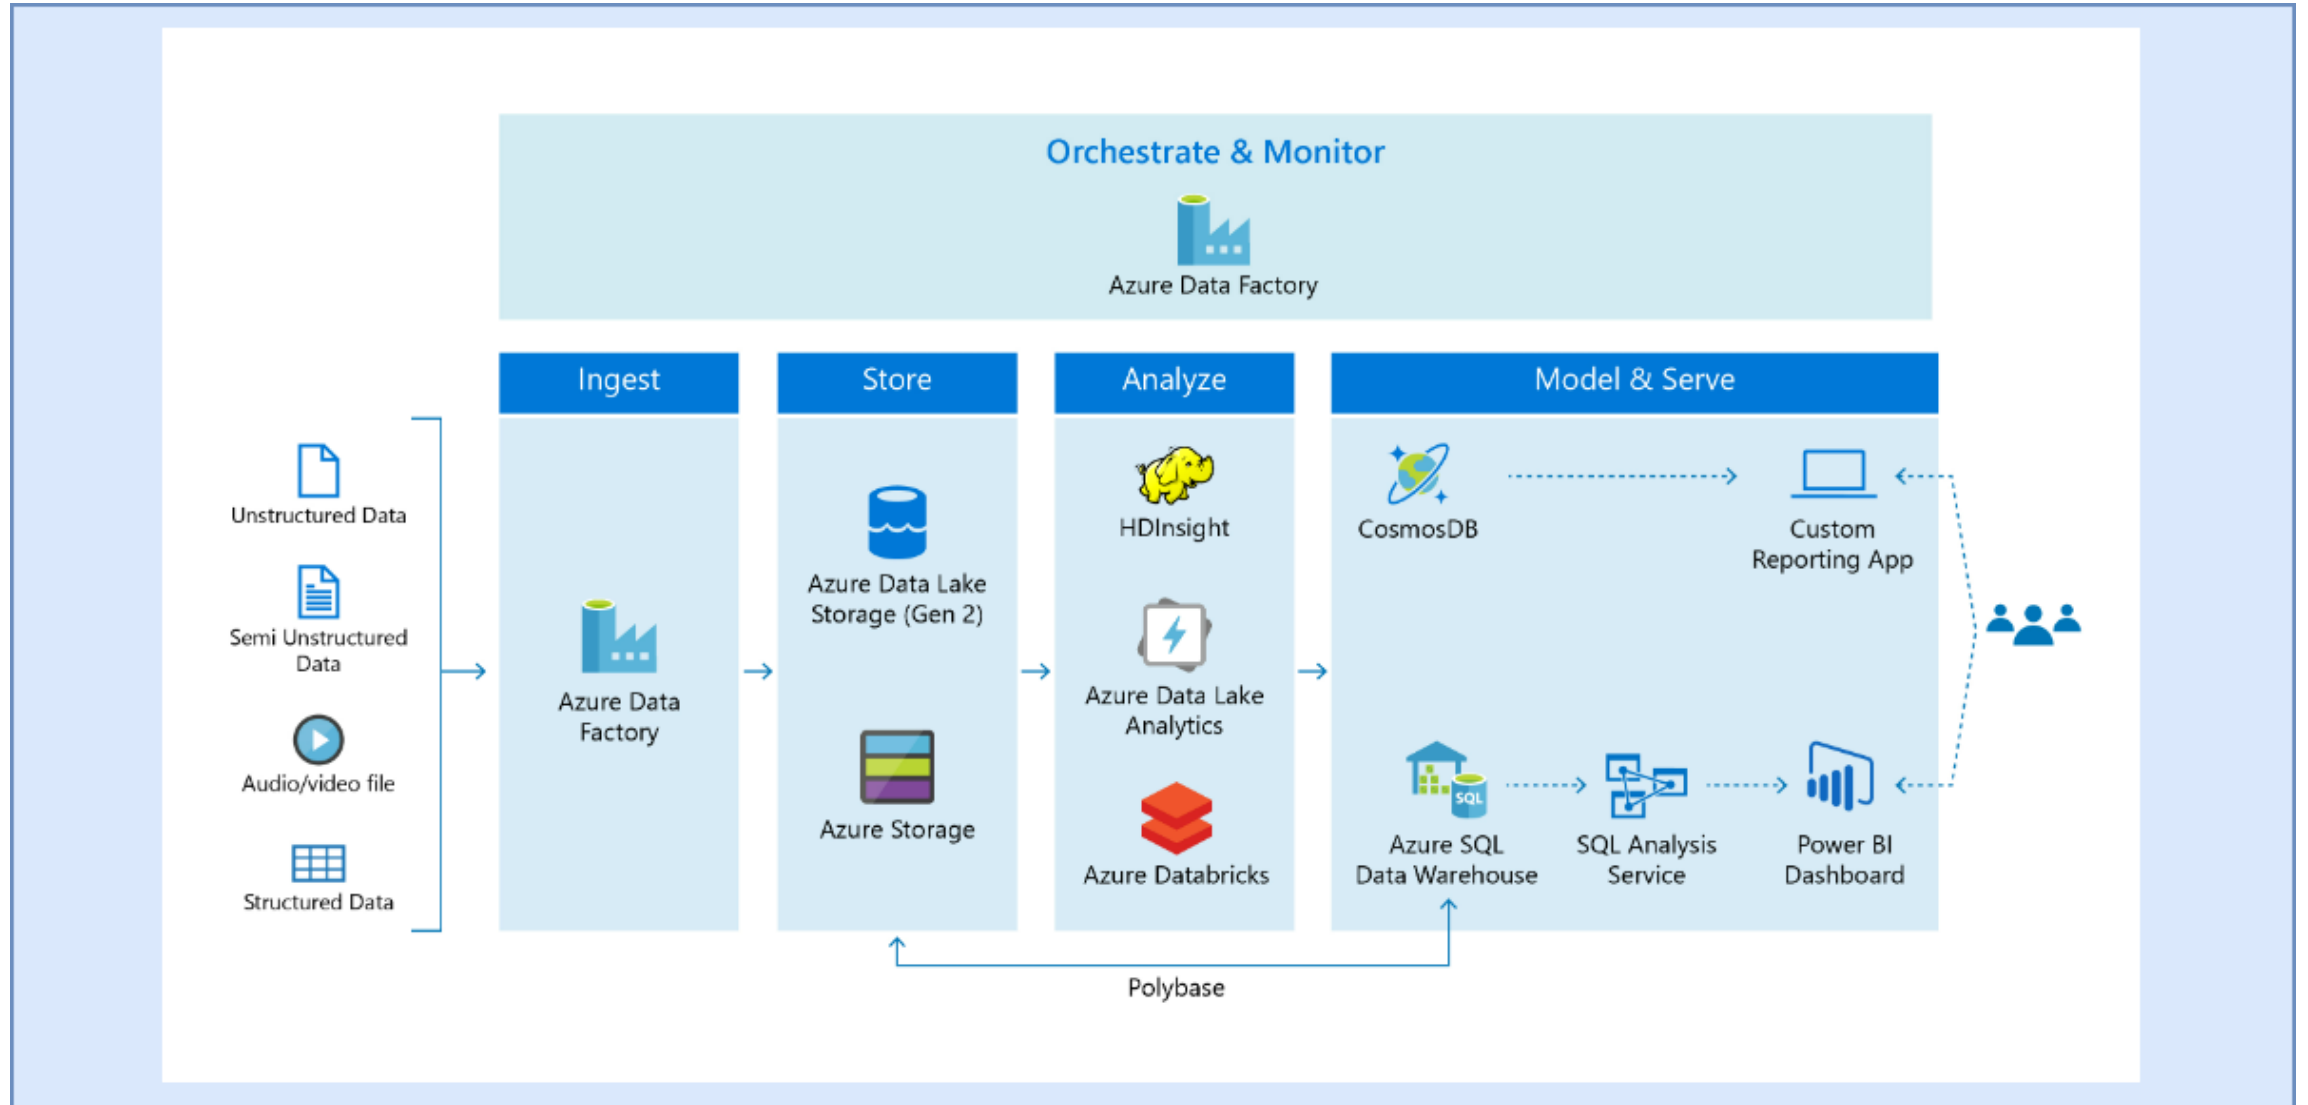 Orchestrate & Monitor
Azure Data Factory
Ingest
Store
Analyze
Model & Serve
Unstructured Data
Semi Unstructured
Data
Audio/video file
Structured Data
Azure Data
Factory
Azure Data Lake
Storage (Gen 2)
Azure Storage
HDInsight
Azure Data Lake
Analytics
Azure Databricks
CosmosDB
Custom
Reporting App
SQL
Azure SQL
Data Warehouse
SQL Analysis
Service
Power BI
Dashboard
Polybase